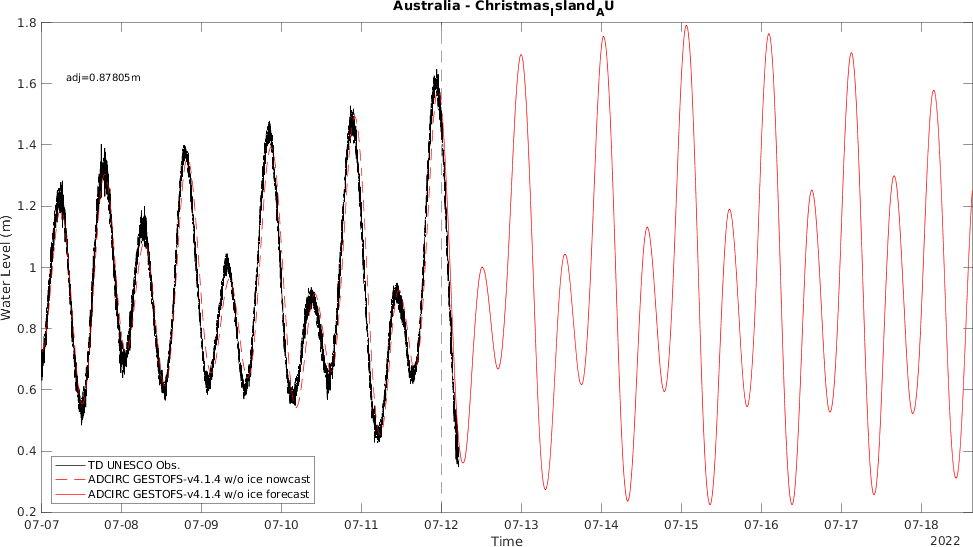 Australia - Christmas_Island_AU
1.8
adj=0.87805m
1.6
1.4
1.2
1
0.8
0.6
0.4
0.2
Water Level (m)
TD UNESCO Obs.
ADCIRC GESTOFS-v4.1.4 w/o ice nowcast
ADCIRC GESTOFS-v4.1.4 w/o ice forecast
07-07 07-08 07-09 07-10 07-11 07-12 07-13 07-14 07-15 07-16 07-17 07-18
Time
2022